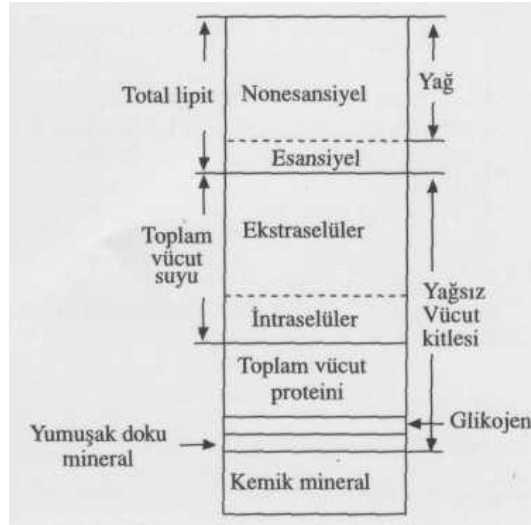 Total lipit
Nonesansiyel
Yağ
Esansiyel
Toplam
vücut
suyu
Ekstraselüler
İntraselüler
Yağsız
Vücut
kitlesi
Toplam vücut
proteini
Glikojen
Yumuşak doku
mineral
Kemik mineral